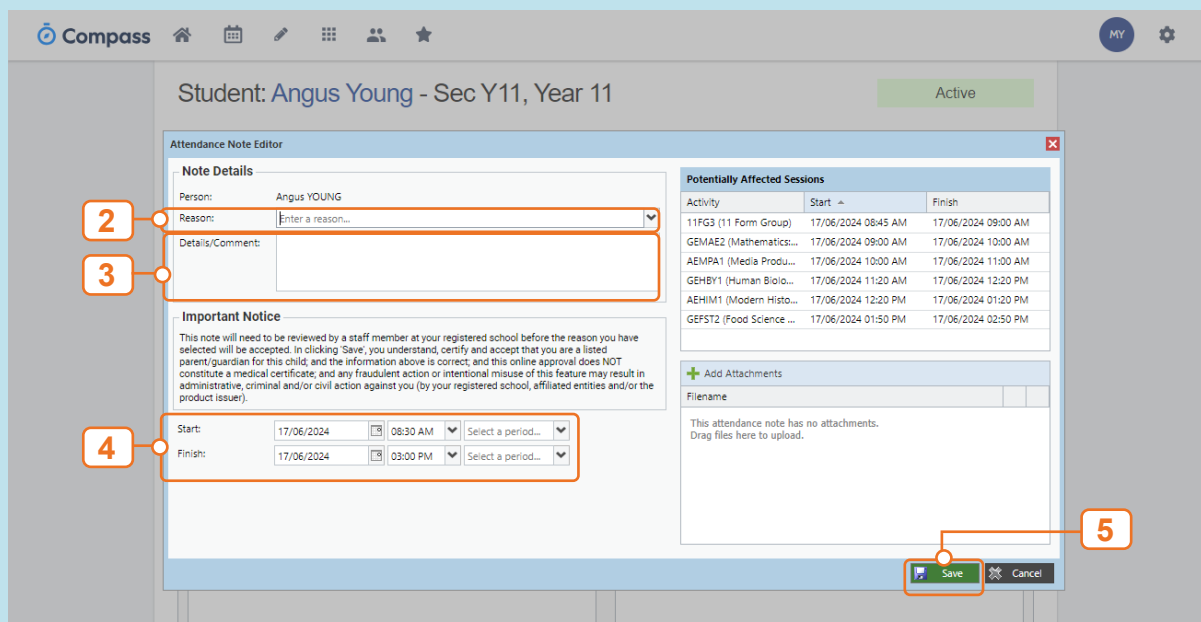 Compass
MY
Student: Angus Young - Sec Y11, Year 11
Active
Attendance Note Editor
Note Details
Person: Angus YOUNG
2
Reason: Enter a reason...
Details/Comment:
3
Important Notice
This note will need to be reviewed by a staff member at your registered school before the reason you have
selected will be accepted. In clicking 'Save', you understand, certify and accept that you are a listed
parent/guardian for this child; and the information above is correct; and this online approval does NOT
constitute a medical certificate; and any fraudulent action or intentional misuse of this feature may result in
administrative, criminal and/or civil action against you (by your registered school, affiliated entities and/or the
product issuer).
4
Start: 17/06/2024 08:30 AM Select a period...
Finish: 17/06/2024 03:00 PM Select a period...
Potentially Affected Sessions
Activity Start Finish
11FG3 (11 Form Group) 17/06/2024 08:45 AM 17/06/2024 09:00 AM
GEMAE2 (Mathematics:... 17/06/2024 09:00 AM 17/06/2024 10:00 AM
AEMPA1 (Media Produ... 17/06/2024 10:00 AM 17/06/2024 11:00 AM
GEHBY1 (Human Biolo... 17/06/2024 11:20 AM 17/06/2024 12:20 PM
AEHIM1 (Modern Histo... 17/06/2024 12:20 PM 17/06/2024 01:20 PM
GEFST2 (Food Science ... 17/06/2024 01:50 PM 17/06/2024 02:50 PM
Add Attachments
Filename
This attendance note has no attachments.
Drag files here to upload.
5
Save Cancel